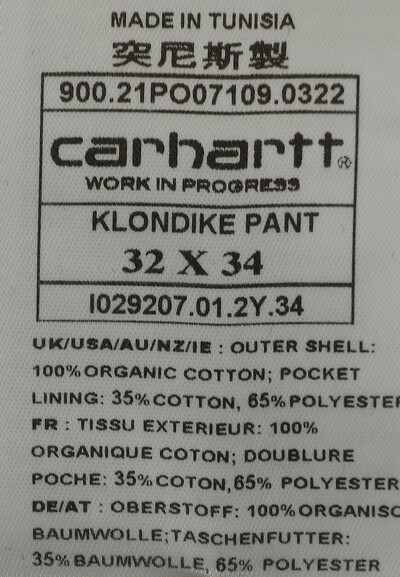 MADE IN TUNISIA
突尼斯製
900.21PO07109.0322
carhartt®
WORK IN PROGRESS
KLONDIKE PANT
32 X 34
I029207.01.2Y.34
UK/USA/AU/NZ/IE : OUTER SHELL:
100%ORGANIC COTTON; POCKET
LINING: 35%COTTON, 65%POLYESTER
FR : TISSU EXTERIEUR: 100%
ORGANIQUE COTON; DOUBLURE
POCHE: 35%COTON,65% POLYESTER
DE/AT : OBERSTOFF: 100%ORGANISC
BAUMWOLLE;TASCHENFUTTER:
35%BAUMWOLLE, 65% POLYESTER